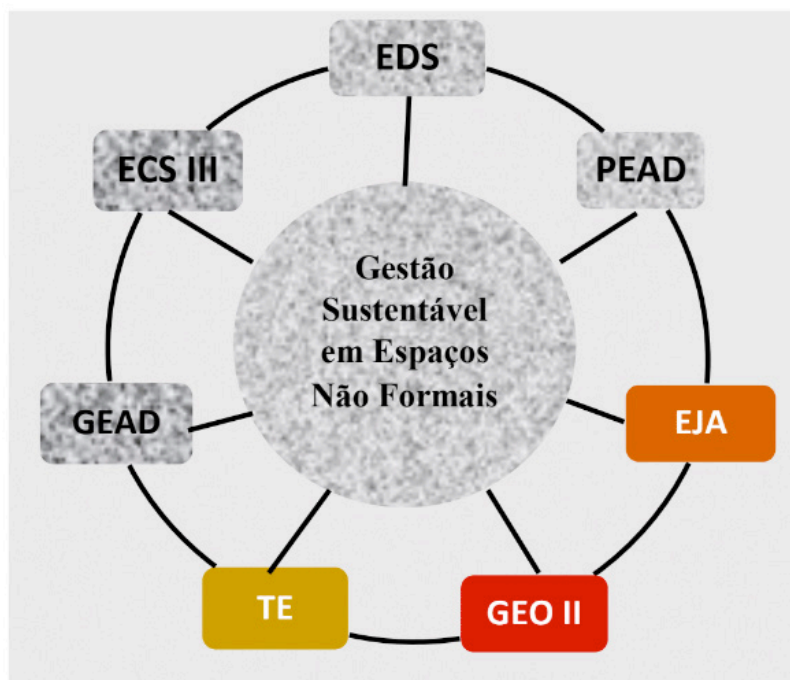 EDS
ECS III
PEAD
Gestão
Sustentável
em Espaços
Não Formais
GEAD
EJA
TE
GEO II